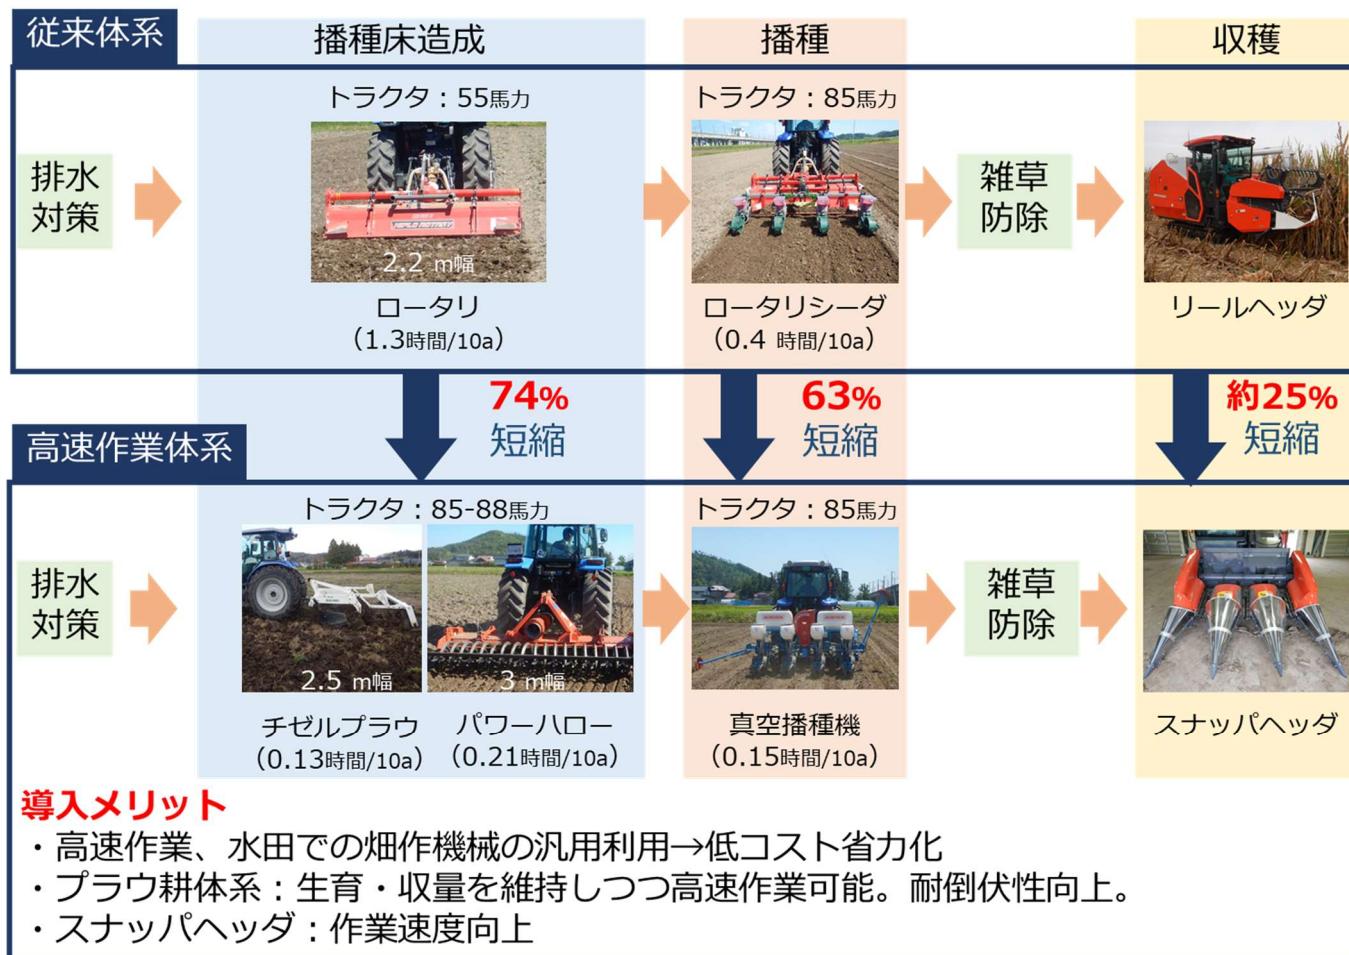 従来体系
播種床造成
播種
収穫
トラクタ：55馬力
トラクタ：85馬力
排水
対策
2.2 m幅
雑草
防除
ロータリ
（1.3時間/10a）
ロータリシーダ
（0.4 時間/10a）
リールヘッダ
74%
短縮
63%
短縮
約25%
短縮
高速作業体系
トラクタ：85-88馬力
トラクタ：85馬力
排水
対策
2.5 m幅
3 m幅
雑草
防除
チゼルプラウ
（0.13時間/10a）
パワーハロー
（0.21時間/10a）
真空播種機
（0.15時間/10a）
スナッパヘッダ
導入メリット
・高速作業、水田での畑作機械の汎用利用→低コスト省力化
・プラウ耕体系：生育・収量を維持しつつ高速作業可能。耐倒伏性向上。
・スナッパヘッダ：作業速度向上